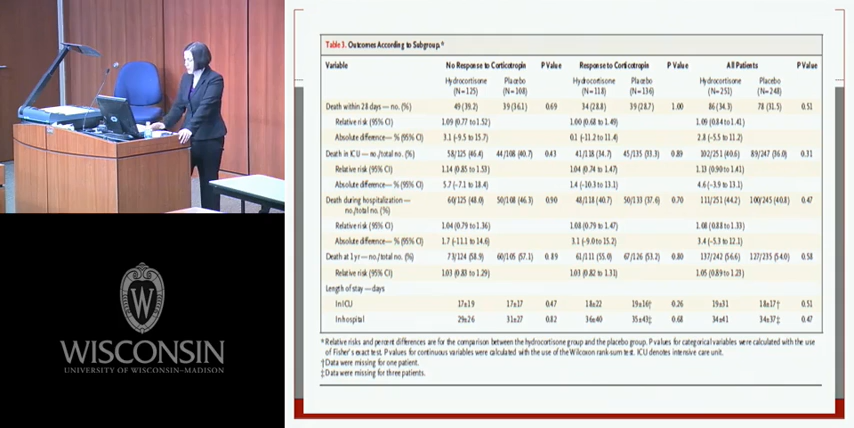 Table 3. Outcomes According to Subgroup.*
Variable No Response to Corticotropin P Value Response to Corticotropin P Value All Patients P Value
Hydrocortisone (N=125) Placebo (N=108) Hydrocortisone (N=118) Placebo (N=136) Hydrocortisone (N=251) Placebo (N=248)
Death within 28 days — no. (%) 49 (39.2) 39 (36.1) 0.69 34 (28.8) 39 (28.7) 1.00 86 (34.3) 78 (31.5) 0.51
Relative risk (95% CI) 1.09 (0.77 to 1.52) 1.00 (0.68 to 1.49) 1.09 (0.84 to 1.41)
Absolute difference — % (95% CI) 3.1 (–9.5 to 15.7) 0.1 (–11.2 to 11.4) 2.8 (–5.5 to 11.2)
Death in ICU — no./total no. (%) 58/125 (46.4) 44/108 (40.7) 0.43 41/118 (34.7) 45/135 (33.3) 0.89 102/251 (40.6) 89/247 (36.0) 0.31
Relative risk (95% CI) 1.14 (0.85 to 1.53) 1.04 (0.74 to 1.47) 1.13 (0.90 to 1.41)
Absolute difference — % (95% CI) 5.7 (–7.1 to 18.4) 1.4 (–10.3 to 13.1) 4.6 (–3.9 to 13.1)
Death during hospitalization — no./total no. (%) 60/125 (48.0) 50/108 (46.3) 0.90 48/118 (40.7) 50/133 (37.6) 0.70 111/251 (44.2) 100/245 (40.8) 0.47
Relative risk (95% CI) 1.04 (0.79 to 1.36) 1.08 (0.79 to 1.47) 1.08 (0.88 to 1.33)
Absolute difference — % (95% CI) 1.7 (–11.1 to 14.6) 3.1 (–9.0 to 15.2) 3.4 (–5.3 to 12.1)
Death at 1 yr — no./total no. (%) 73/124 (58.9) 60/105 (57.1) 0.89 61/111 (55.0) 67/126 (53.2) 0.80 137/242 (56.6) 127/235 (54.0) 0.58
Relative risk (95% CI) 1.03 (0.83 to 1.29) 1.03 (0.82 to 1.31) 1.05 (0.89 to 1.23)
Length of stay — days
In ICU 17±19 17±17 0.47 18±22 19±16† 0.26 19±31 18±17† 0.51
In hospital 29±26 31±27 0.82 36±40 35±43‡ 0.68 34±41 34±37‡ 0.47
* Relative risks and percent differences are for the comparison between the hydrocortisone group and the placebo group. P values for categorical variables were calculated with the use
of Fisher's exact test. P values for continuous variables were calculated with the use of the Wilcoxon rank-sum test. ICU denotes intensive care unit.
† Data were missing for one patient.
‡ Data were missing for three patients.
W
WISCONSIN
UNIVERSITY OF WISCONSIN–MADISON